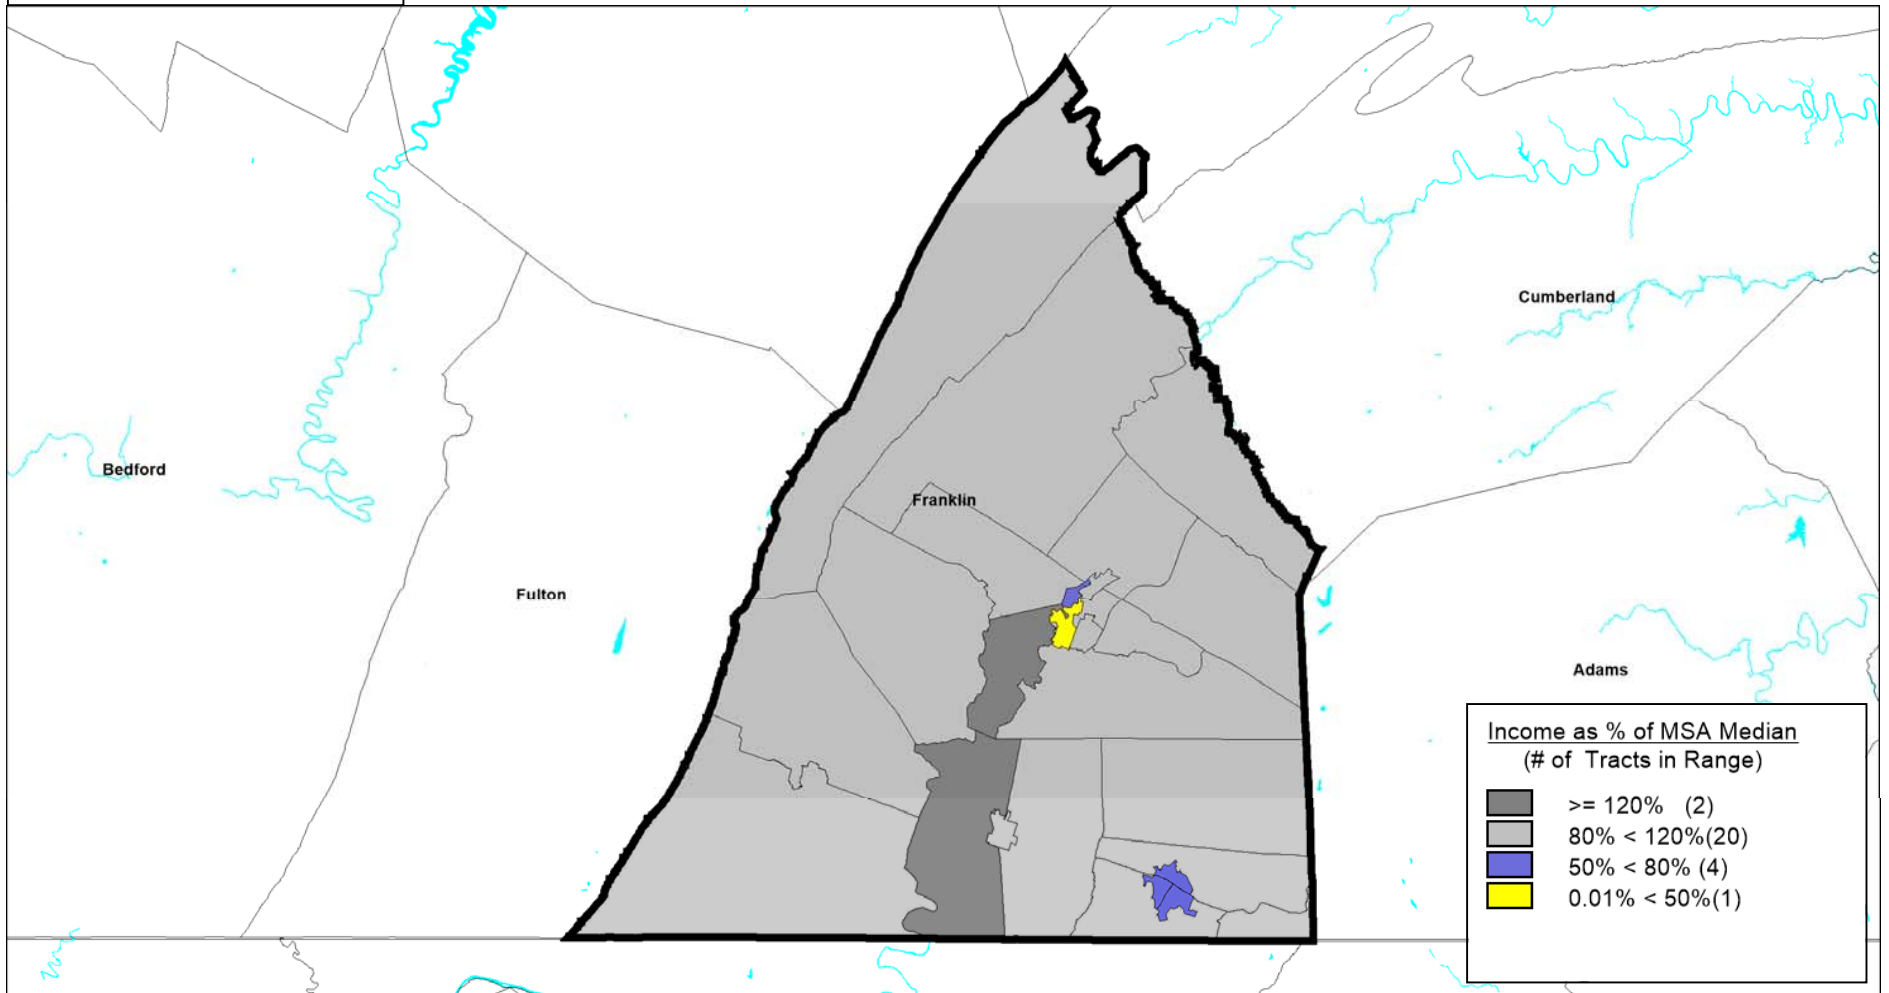 Cumberland
Bedford
Franklin
Fulton
Adams
Income as % of MSA Median
(# of Tracts in Range)
>= 120% (2)
80% < 120%(20)
50% < 80% (4)
0.01% < 50%(1)